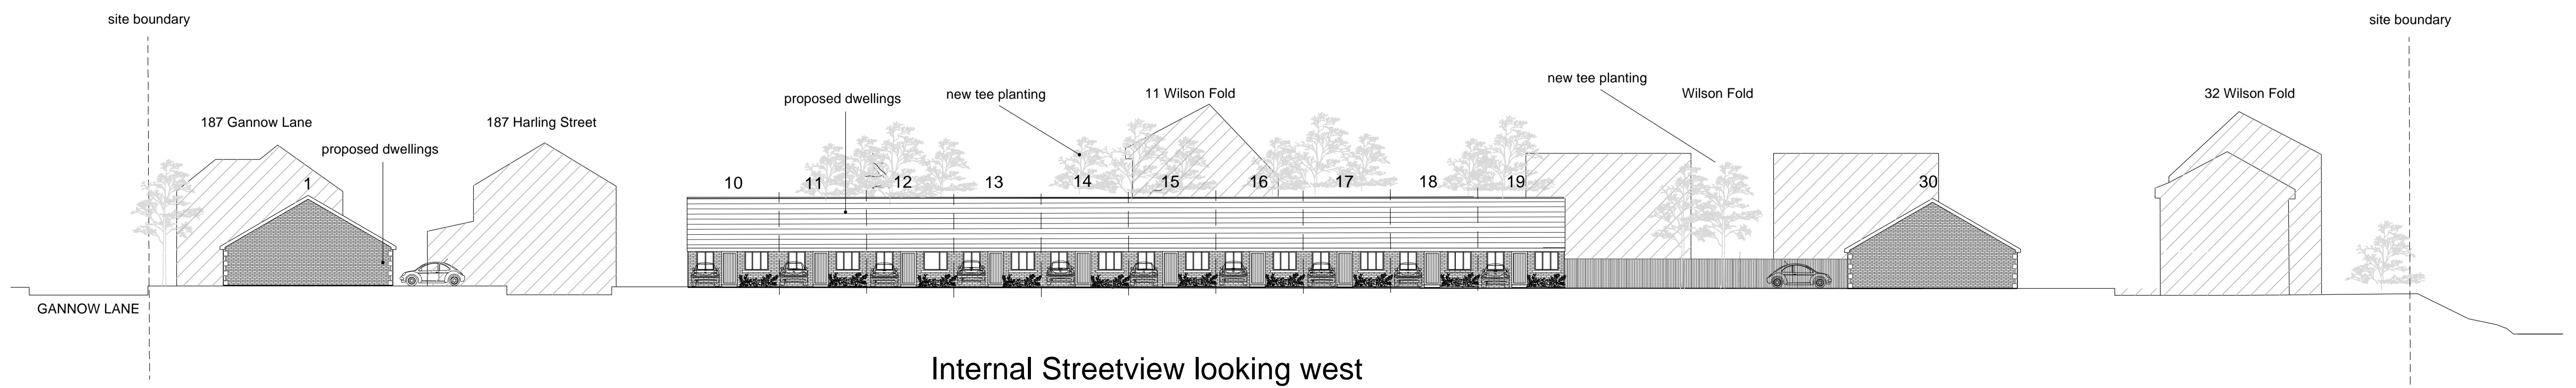 site boundary
site boundary
new tee planting
Wilson Fold
32 Wilson Fold
proposed dwellings
new tee planting
11 Wilson Fold
187 Gannow Lane
187 Harling Street
proposed dwellings
1
10
11
12
13
14
15
16
17
18
19
30
GANNOW LANE
Internal Streetview looking west